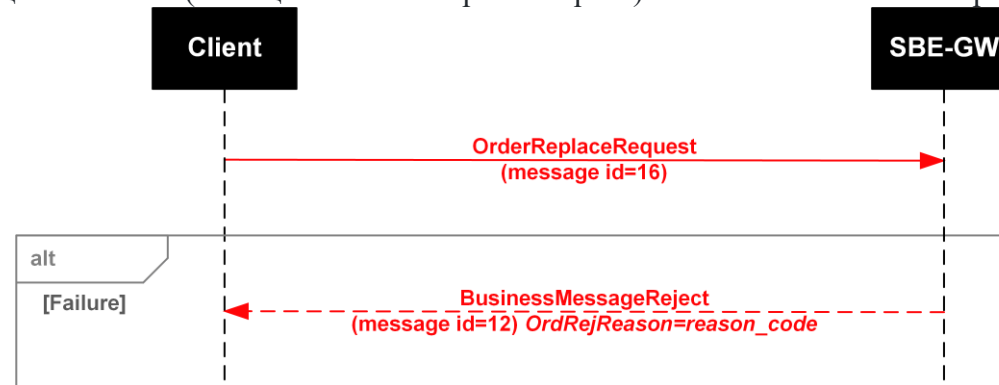 Client
SBE-GW
OrderReplaceRequest
(message id=16)
alt
[Failure]
BusinessMessageReject
(message id=12) OrdRejReason=reason_code